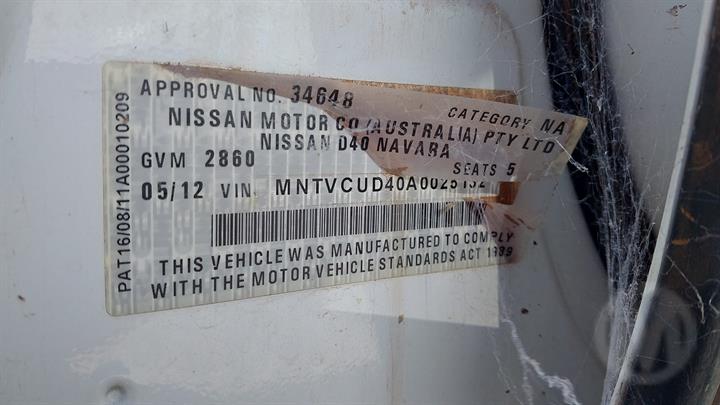 APPROVAL NO. 34648 CATEGORY NA
NISSAN MOTOR CO (AUSTRALIA) PTY LTD
NISSAN D40 NAVARA
GVM 2860 SEATS 5
05/12 VIN
THIS VEHICLE WAS MANUFACTURED TO COMPLY
WITH THE MOTOR VEHICLE STANDARDS ACT 1989
PAT16/08/11A00010209
M